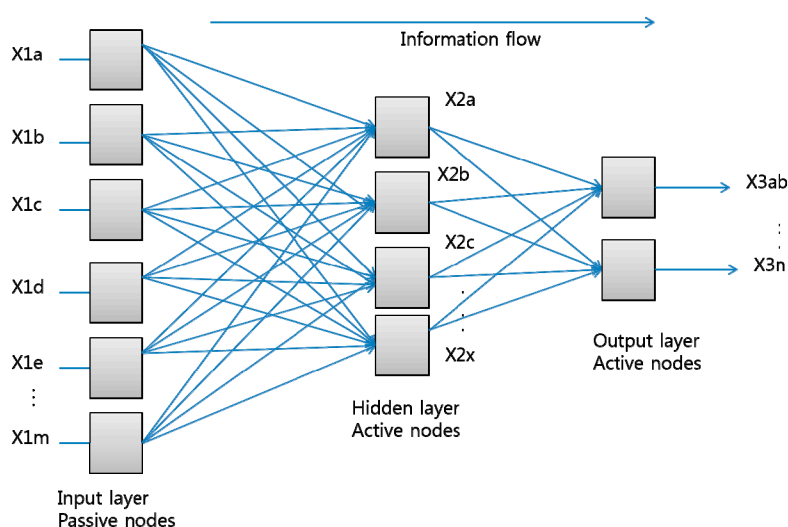 Information flow
X1a
X1b
X1c
X1d
X1e
X1m
X2a
X2b
X2c
X2x
X3ab
X3n
Input layer
Passive nodes
Hidden layer
Active nodes
Output layer
Active nodes